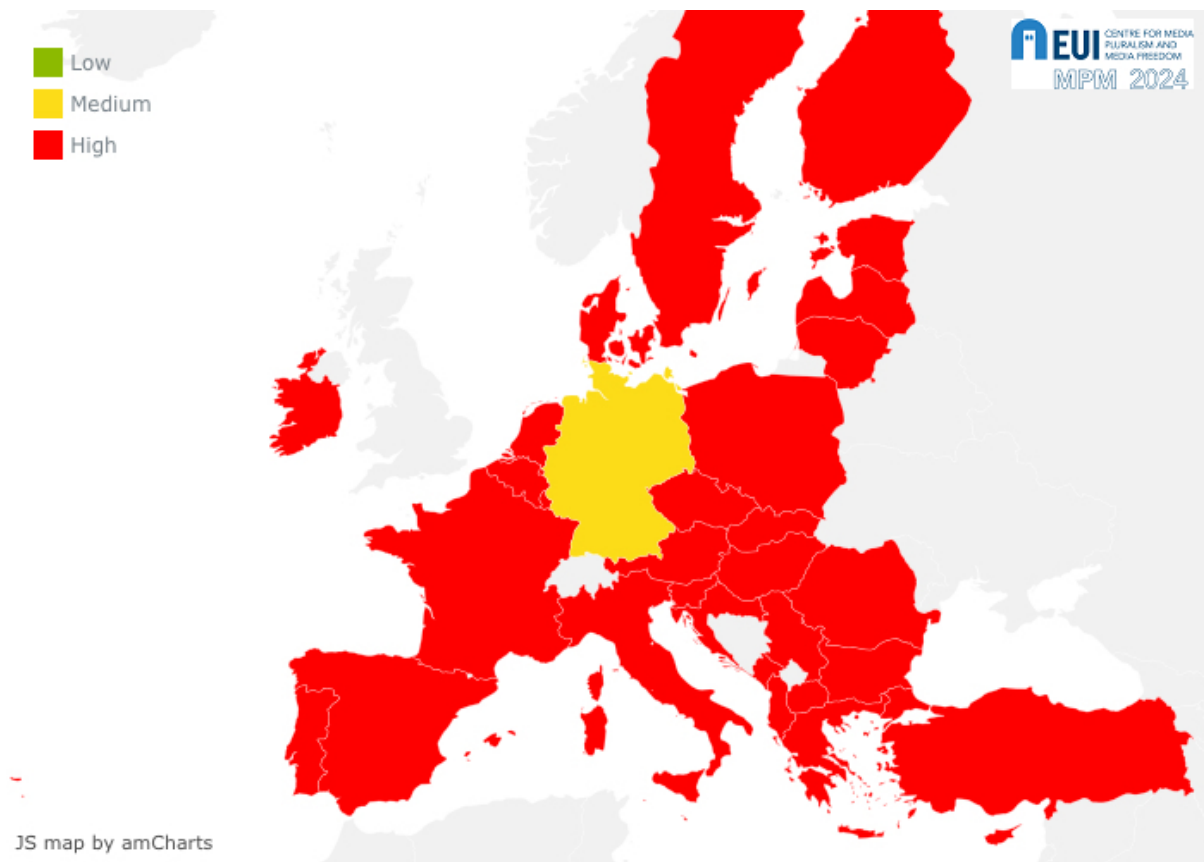 Low
Medium
High
EUI
CENTRE FOR MEDIA
PLURALISM AND
MEDIA FREEDOM
MPM 2024
JS map by amCharts